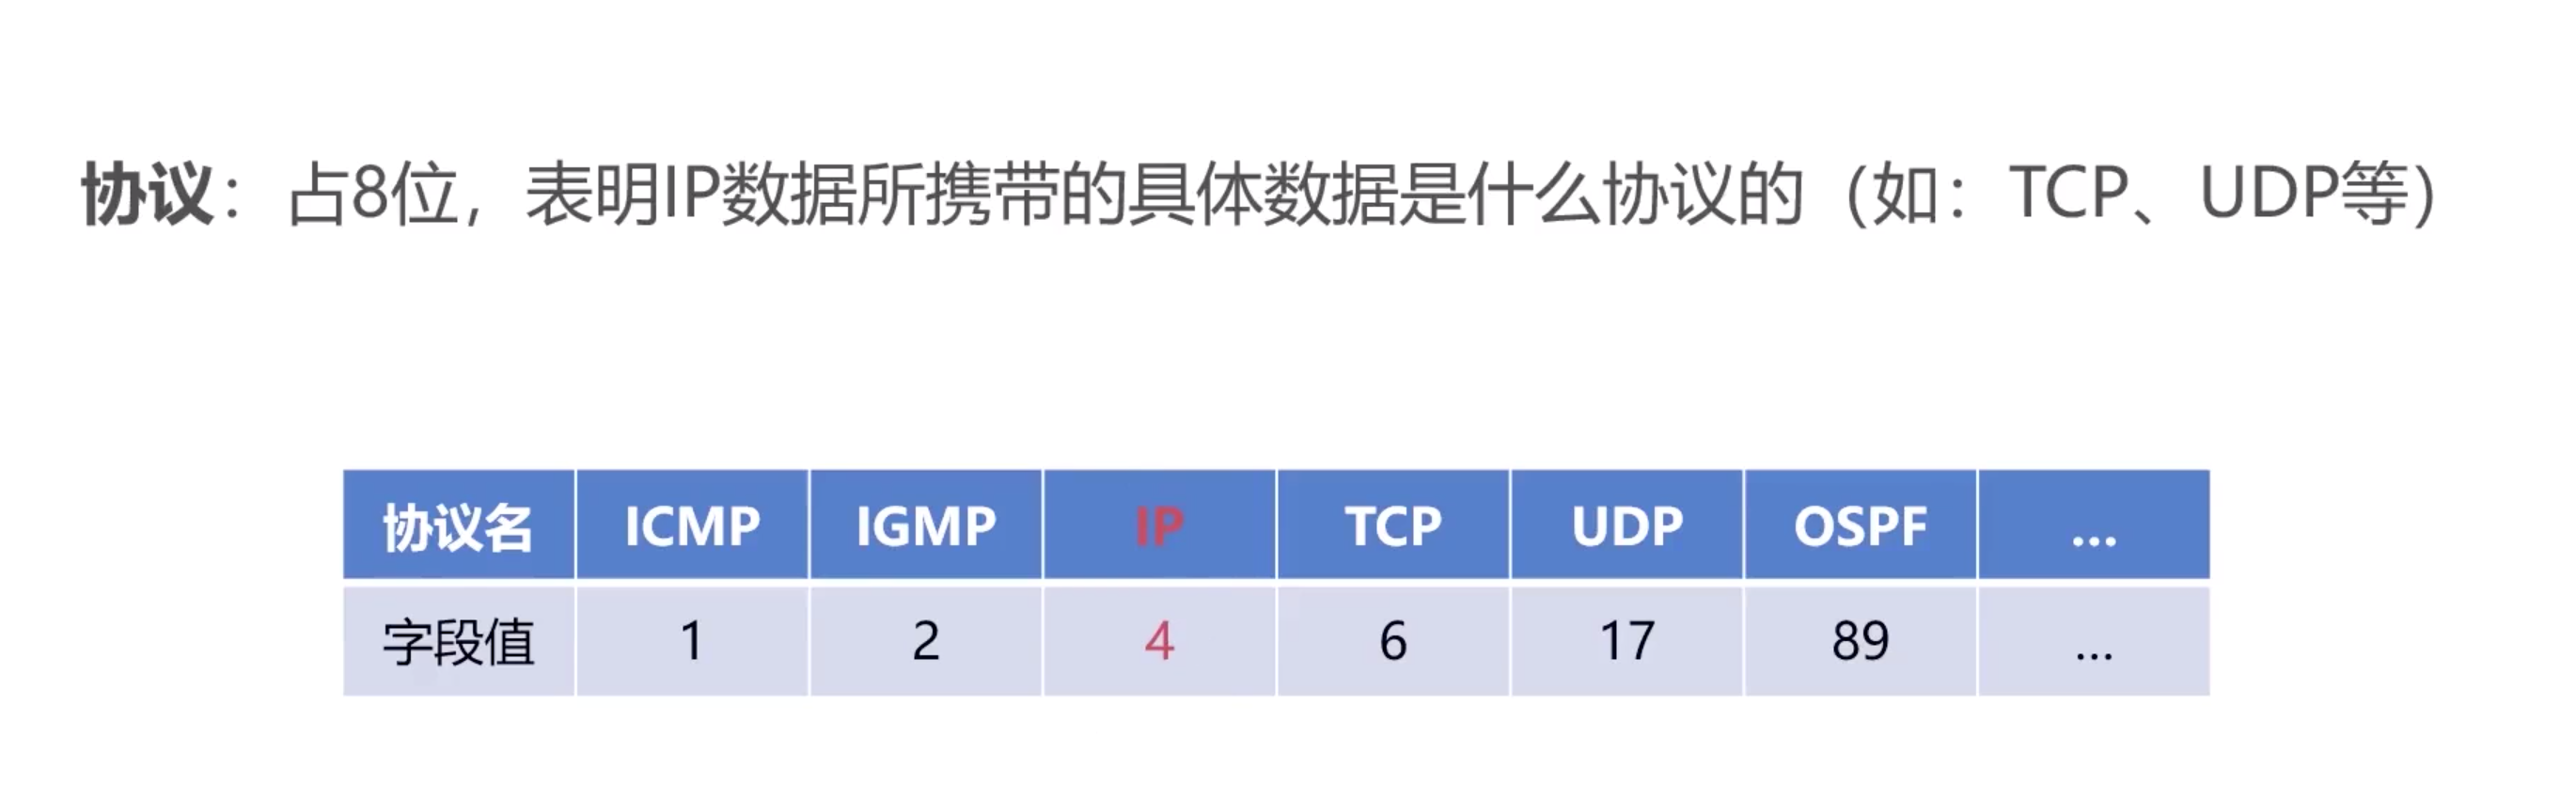 协议：占8位，表明IP数据所携带的具体数据是什么协议的（如：TCP、UDP等）
协议名 ICMP IGMP IP TCP UDP OSPF ...
字段值 1 2 4 6 17 89 ...